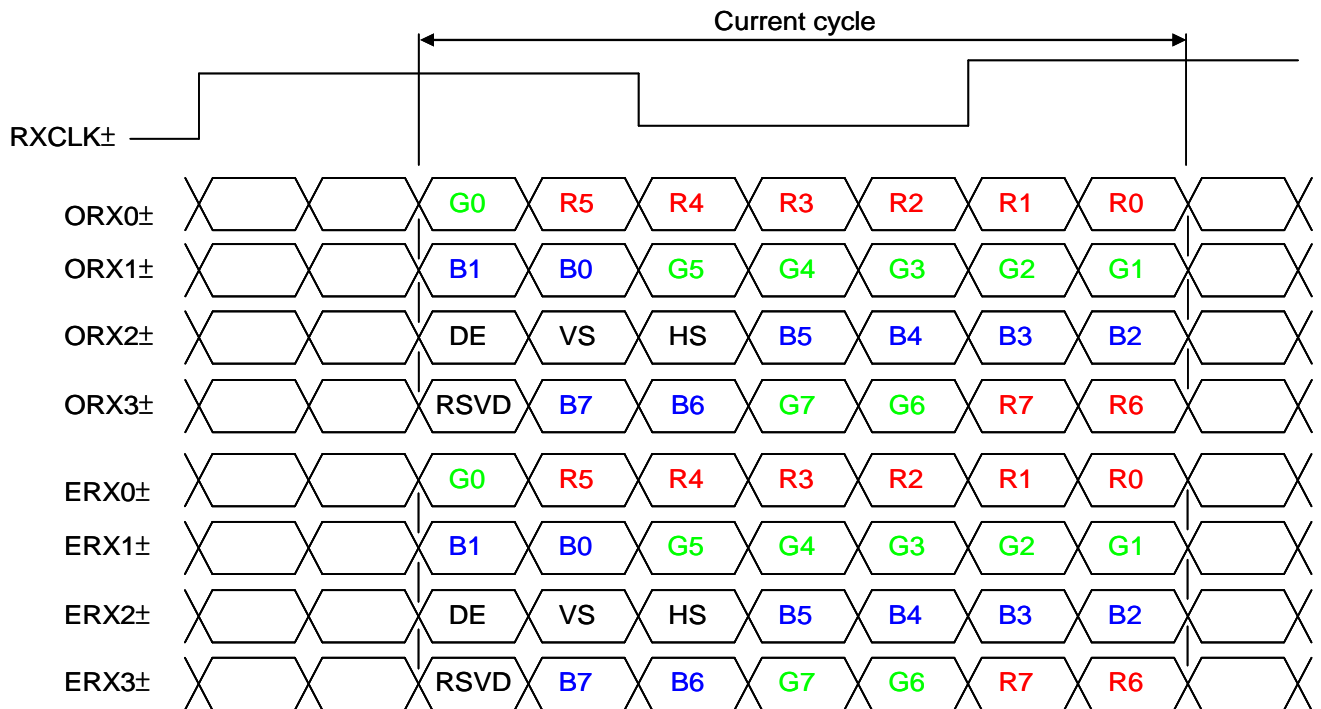 Current cycle
RXCLK±
ORX0± G0 R5 R4 R3 R2 R1 R0
ORX1± B1 B0 G5 G4 G3 G2 G1
ORX2± DE VS HS B5 B4 B3 B2
ORX3± RSVD B7 B6 G7 G6 R7 R6
ERX0± G0 R5 R4 R3 R2 R1 R0
ERX1± B1 B0 G5 G4 G3 G2 G1
ERX2± DE VS HS B5 B4 B3 B2
ERX3± RSVD B7 B6 G7 G6 R7 R6